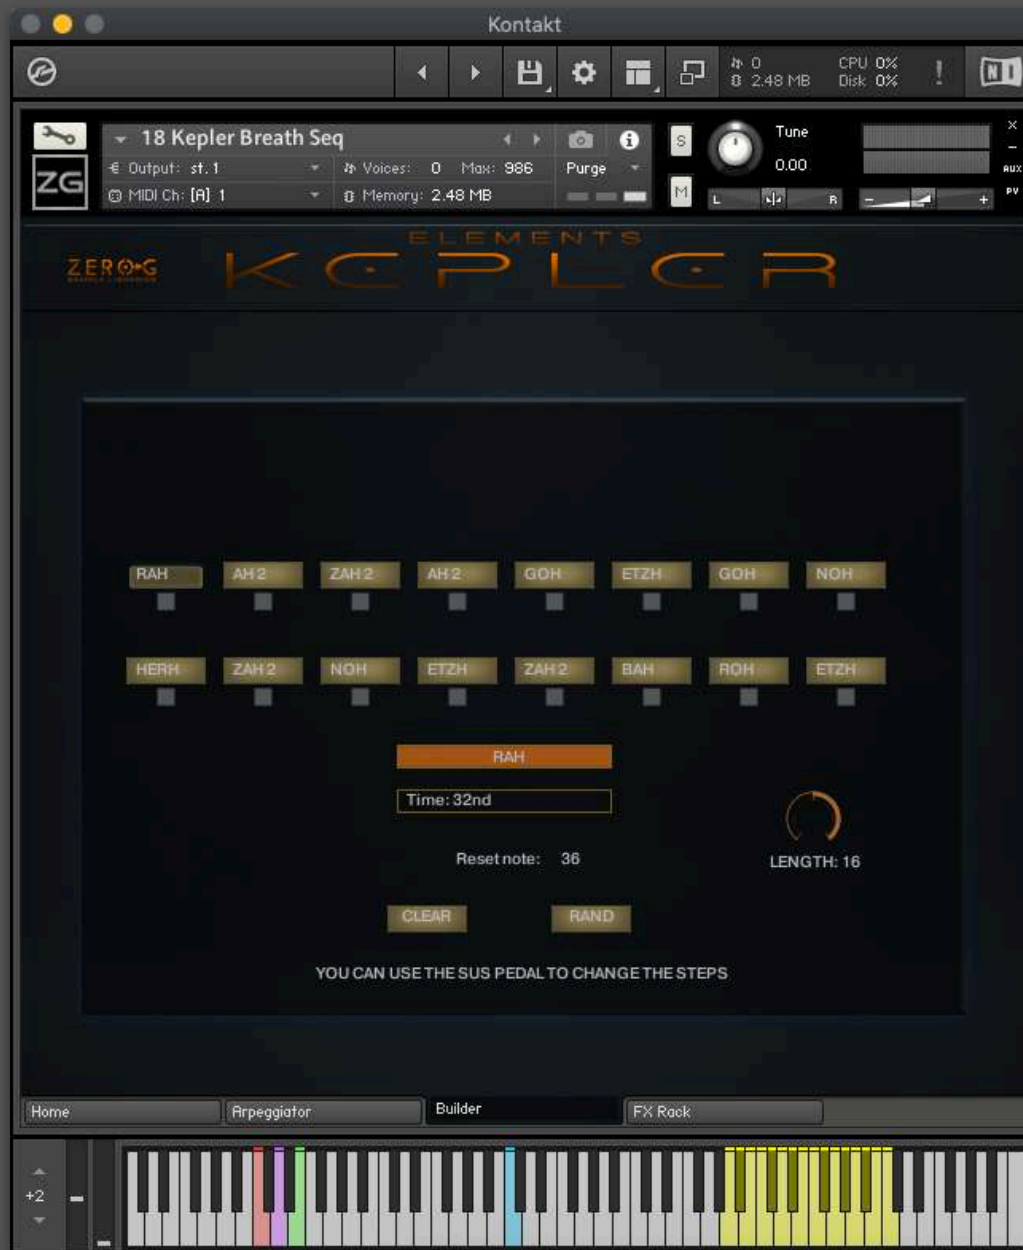 Kontakt
0 CPU 0%
2.48 MB Disk 0%
! NI
18 Kepler Breath Seq
S Tune
Output: st. 1 Voices: 0 Max: 986 Purge 0.00
ZG
MIDI Ch: [A] 1 Memory: 2.48 MB
M L R - +
x
-
AUX
PV
ELEMENTS
ZERO-G KEPLER
RAH AH 2 ZAH 2 AH 2 GOH ETZH GOH NOH
HERH ZAH 2 NOH ETZH ZAH 2 BAH ROH ETZH
RAH
Time: 32nd
Reset note: 36
LENGTH: 16
CLEAR RAND
YOU CAN USE THE SUS PEDAL TO CHANGE THE STEPS
Home Arpeggiator Builder FX Rack
+2